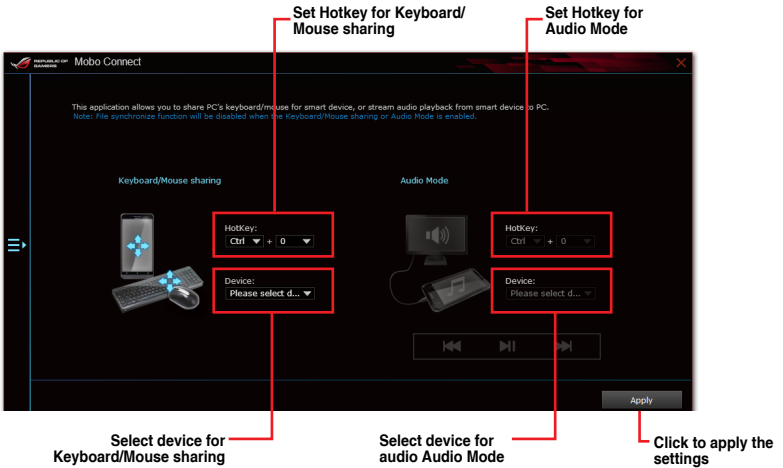 Set Hotkey for Keyboard/
Mouse sharing
Set Hotkey for
Audio Mode
REPUBLIC OF
GAMERS
Mobo Connect
This application allows you to share PC's keyboard/mouse for smart device, or stream audio playback from smart device to PC.
Note: File synchronize function will be disabled when the Keyboard/Mouse sharing or Audio Mode is enabled.
Keyboard/Mouse sharing
Audio Mode
HotKey:
Ctrl + 0
HotKey:
Ctrl + 0
Device:
Please select d...
Device:
Please select d...
Apply
Select device for
Keyboard/Mouse sharing
Select device for
audio Audio Mode
Click to apply the
settings